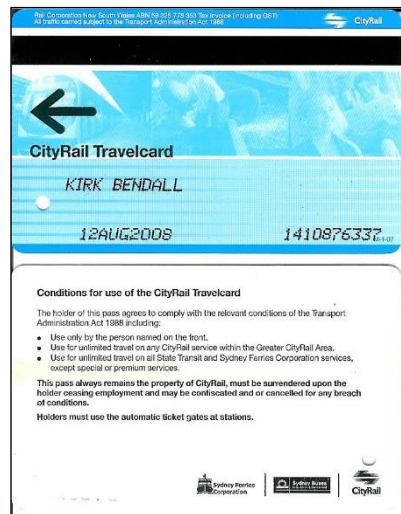 Rail Corporation New South Wales ABN 59 325 778 353 Tax Invoice (including GST)
All traffic carried subject to the Transport Administration Act 1988
CityRail
CityRail Travelcard
KIRK BENDALL
12AUG2008 1410876337
Conditions for use of the CityRail Travelcard
The holder of this pass agrees to comply with the relevant conditions of the Transport
Administration Act 1988 including:
● Use only by the person named on the front.
● Use for unlimited travel on any CityRail service within the Greater CityRail Area.
● Use for unlimited travel on all State Transit and Sydney Ferries Corporation services,
except special or premium services.
This pass always remains the property of CityRail, must be surrendered upon the
holder ceasing employment and may be confiscated and or cancelled for any breach
of conditions.
Holders must use the automatic ticket gates at stations.
Sydney Ferries
Corporation
Sydney Buses
CityRail